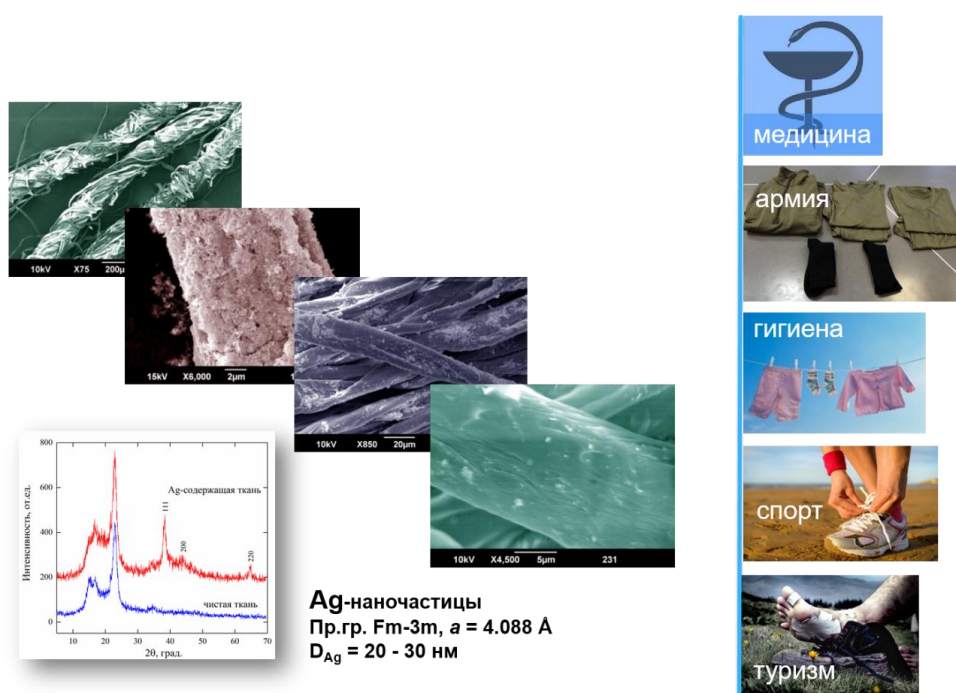 медицина
армия
гигиена
спорт
туризм
10kV X75 200µ
15kV X6,000 2µm
10kV X850 20µm
10kV X4,500 5µm 231
800
600
400
200
0
Интенсивность, от.ед.
Ag-содержащая ткань
111
200
220
чистая ткань
10 20 30 40 50 60 70
2θ, град.
Ag-наночастицы
Пр.гр. Fm-3m, a = 4.088 Å
DAg = 20 - 30 нм